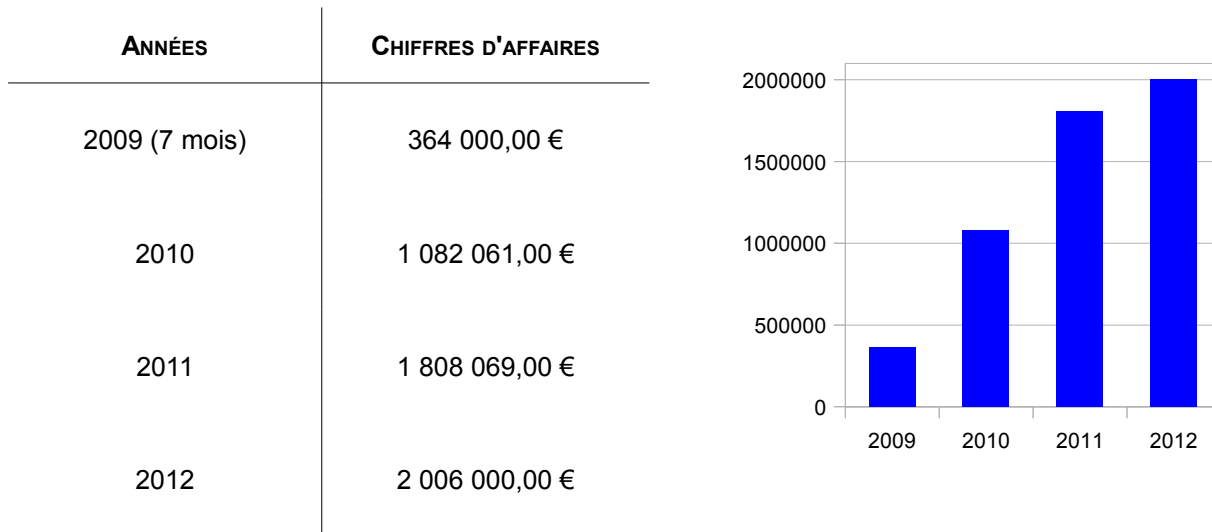 ANNÉES CHIFFRES D'AFFAIRES
2009 (7 mois) 364 000,00 €
2010 1 082 061,00 €
2011 1 808 069,00 €
2012 2 006 000,00 €
2000000
1500000
1000000
500000
0
2009 2010 2011 2012